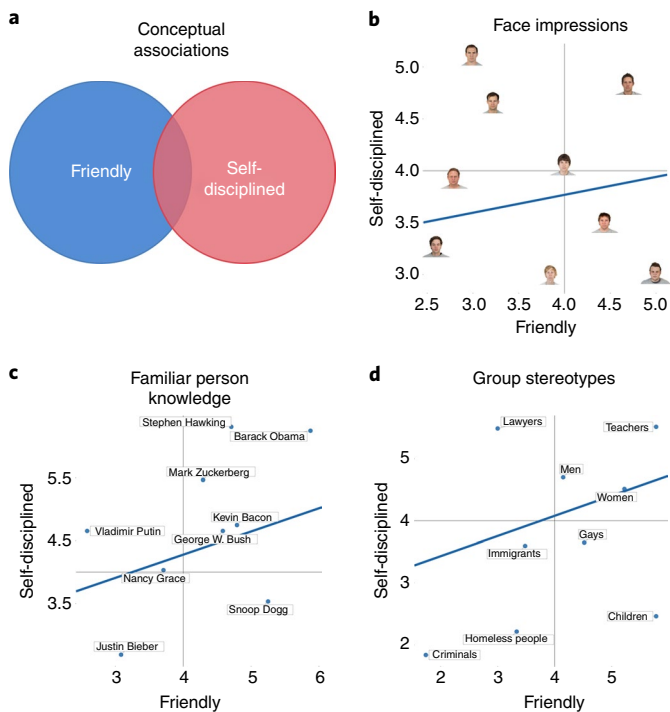 a
Conceptual
associations
Friendly
Self-
disciplined
b
Face impressions
Self-disciplined
5.0
4.5
4.0
3.5
3.0
2.5 3.0 3.5 4.0 4.5 5.0
Friendly
c
Familiar person
knowledge
Self-disciplined
Stephen Hawking
Barack Obama
Mark Zuckerberg
5.5
Kevin Bacon
Vladimir Putin
4.5
George W. Bush
Nancy Grace
3.5
Snoop Dogg
Justin Bieber
3 4 5 6
Friendly
d
Group stereotypes
Self-disciplined
Lawyers
Teachers
5
Men
Women
4
Gays
Immigrants
3
Children
Homeless people
2
Criminals
2 3 4 5
Friendly